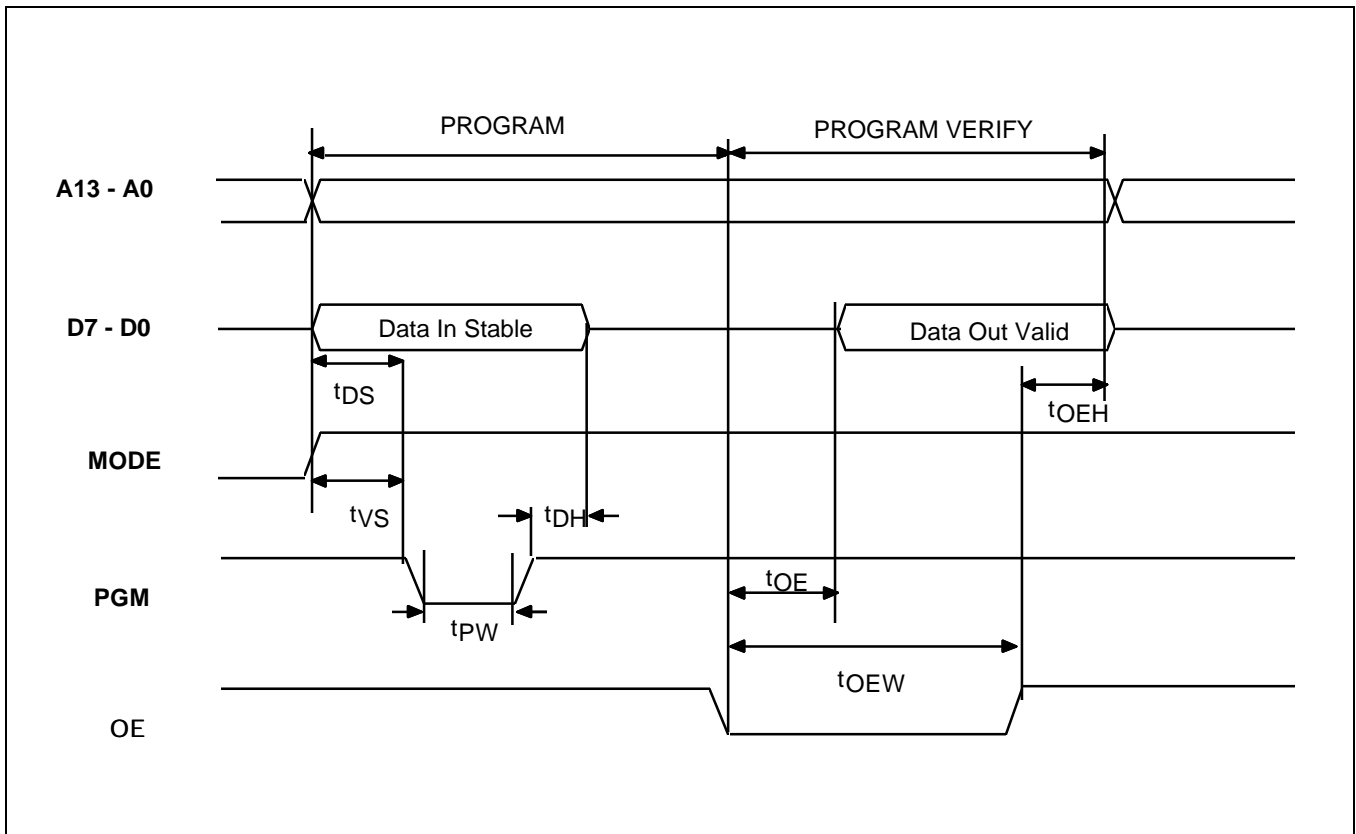 PROGRAM
PROGRAM VERIFY
A13 - A0
D7 - D0
Data In Stable
Data Out Valid
tDS
tOEH
MODE
tVS
tDH
PGM
tOE
tPW
tOEW
OE